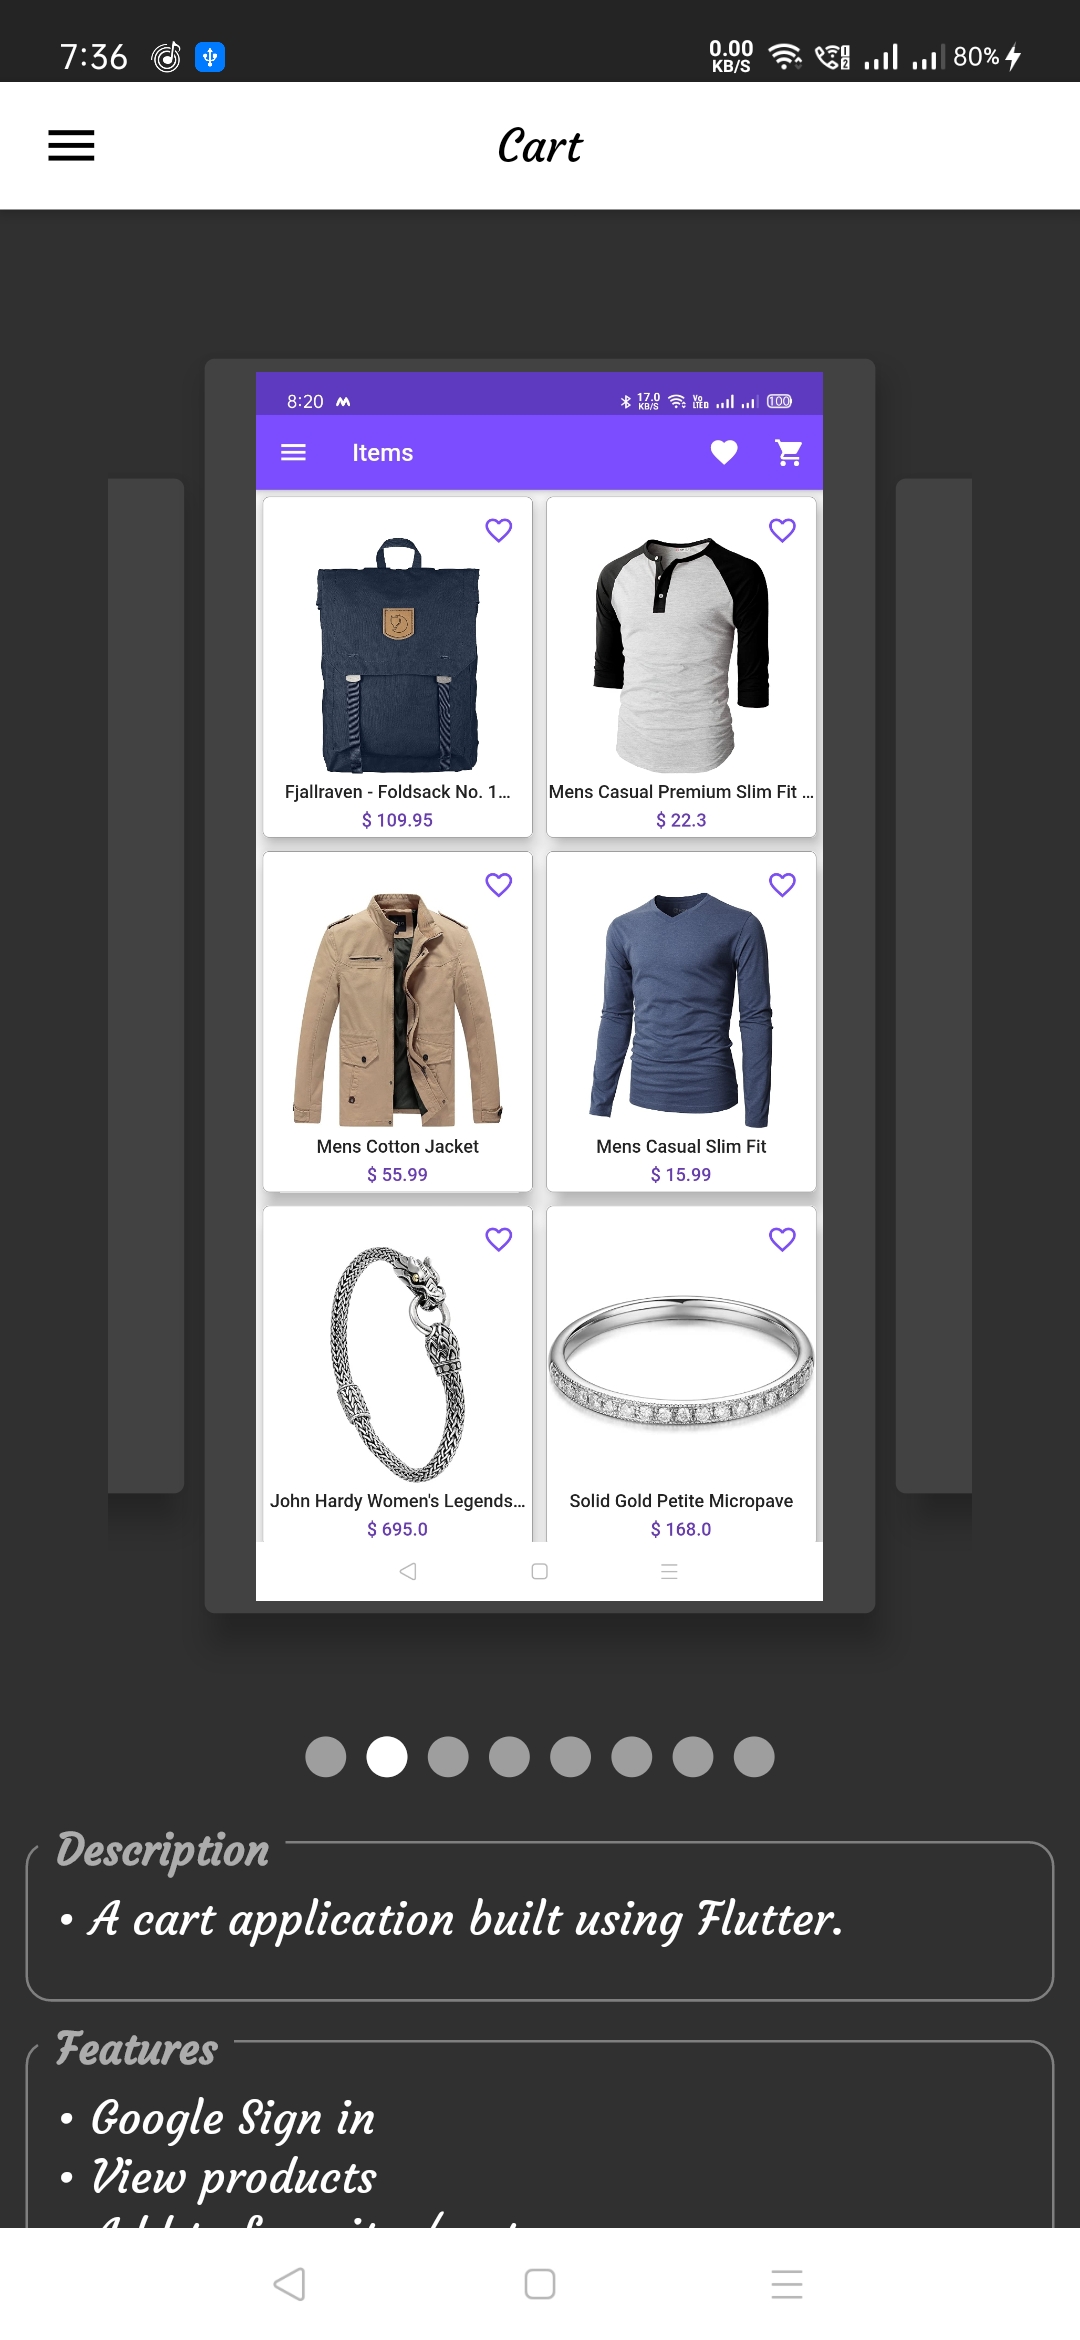 7:36 0.00 KB/S 80%
Cart
8:20 17.0 KB/S Vo LTE 100
Items
Fjallraven - Foldsack No. 1...
$ 109.95
Mens Casual Premium Slim Fit ...
$ 22.3
Mens Cotton Jacket
$ 55.99
Mens Casual Slim Fit
$ 15.99
John Hardy Women's Legends...
$ 695.0
Solid Gold Petite Micropave
$ 168.0
Description
• A cart application built using Flutter.
Features
• Google Sign in
• View products